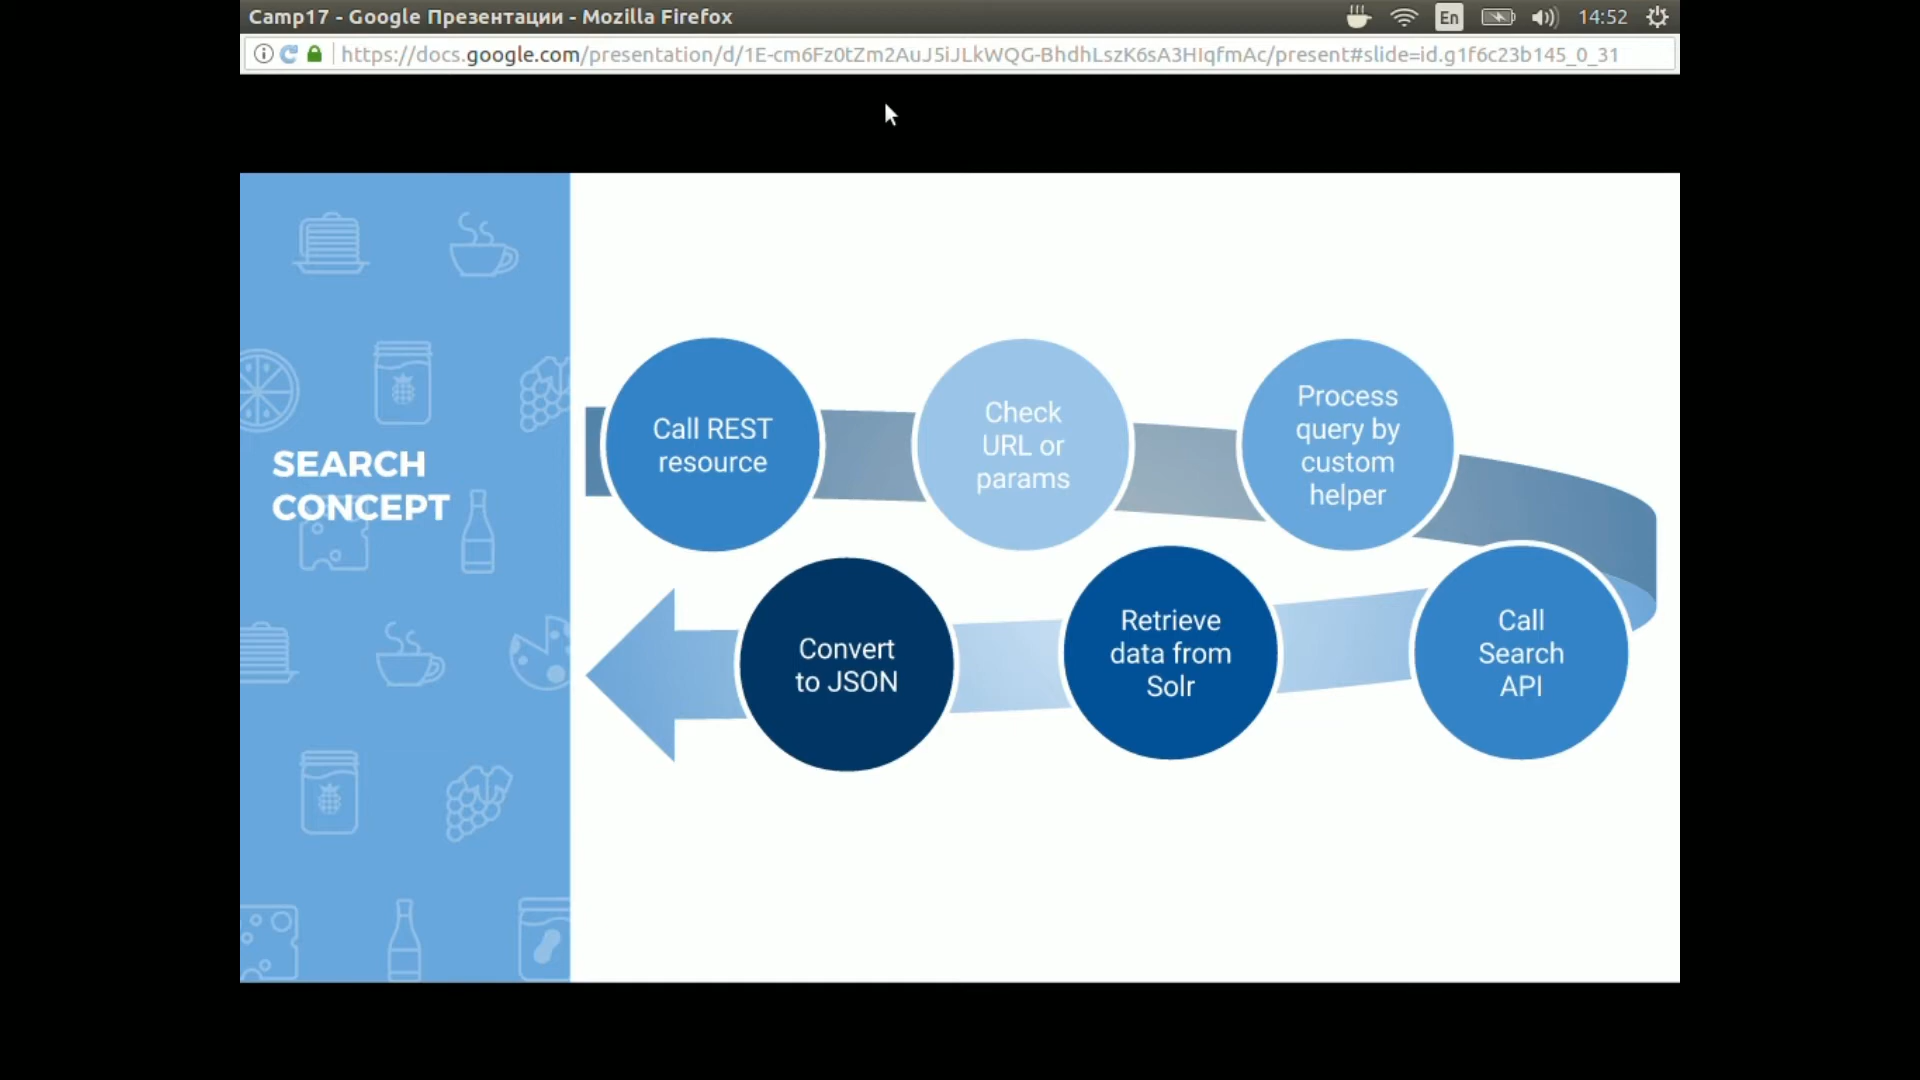 Camp17 - Google Презентации - Mozilla Firefox
En
14:52
https://docs.google.com/presentation/d/1E-cm6Fz0tZm2AuJ5iJLkWQG-BhdhLszK6sA3HIqfmAc/present#slide=id.g1f6c23b145_0_31
SEARCH
CONCEPT
Call REST
resource
Check
URL or
params
Process
query by
custom
helper
Call
Search
API
Retrieve
data from
Solr
Convert
to JSON